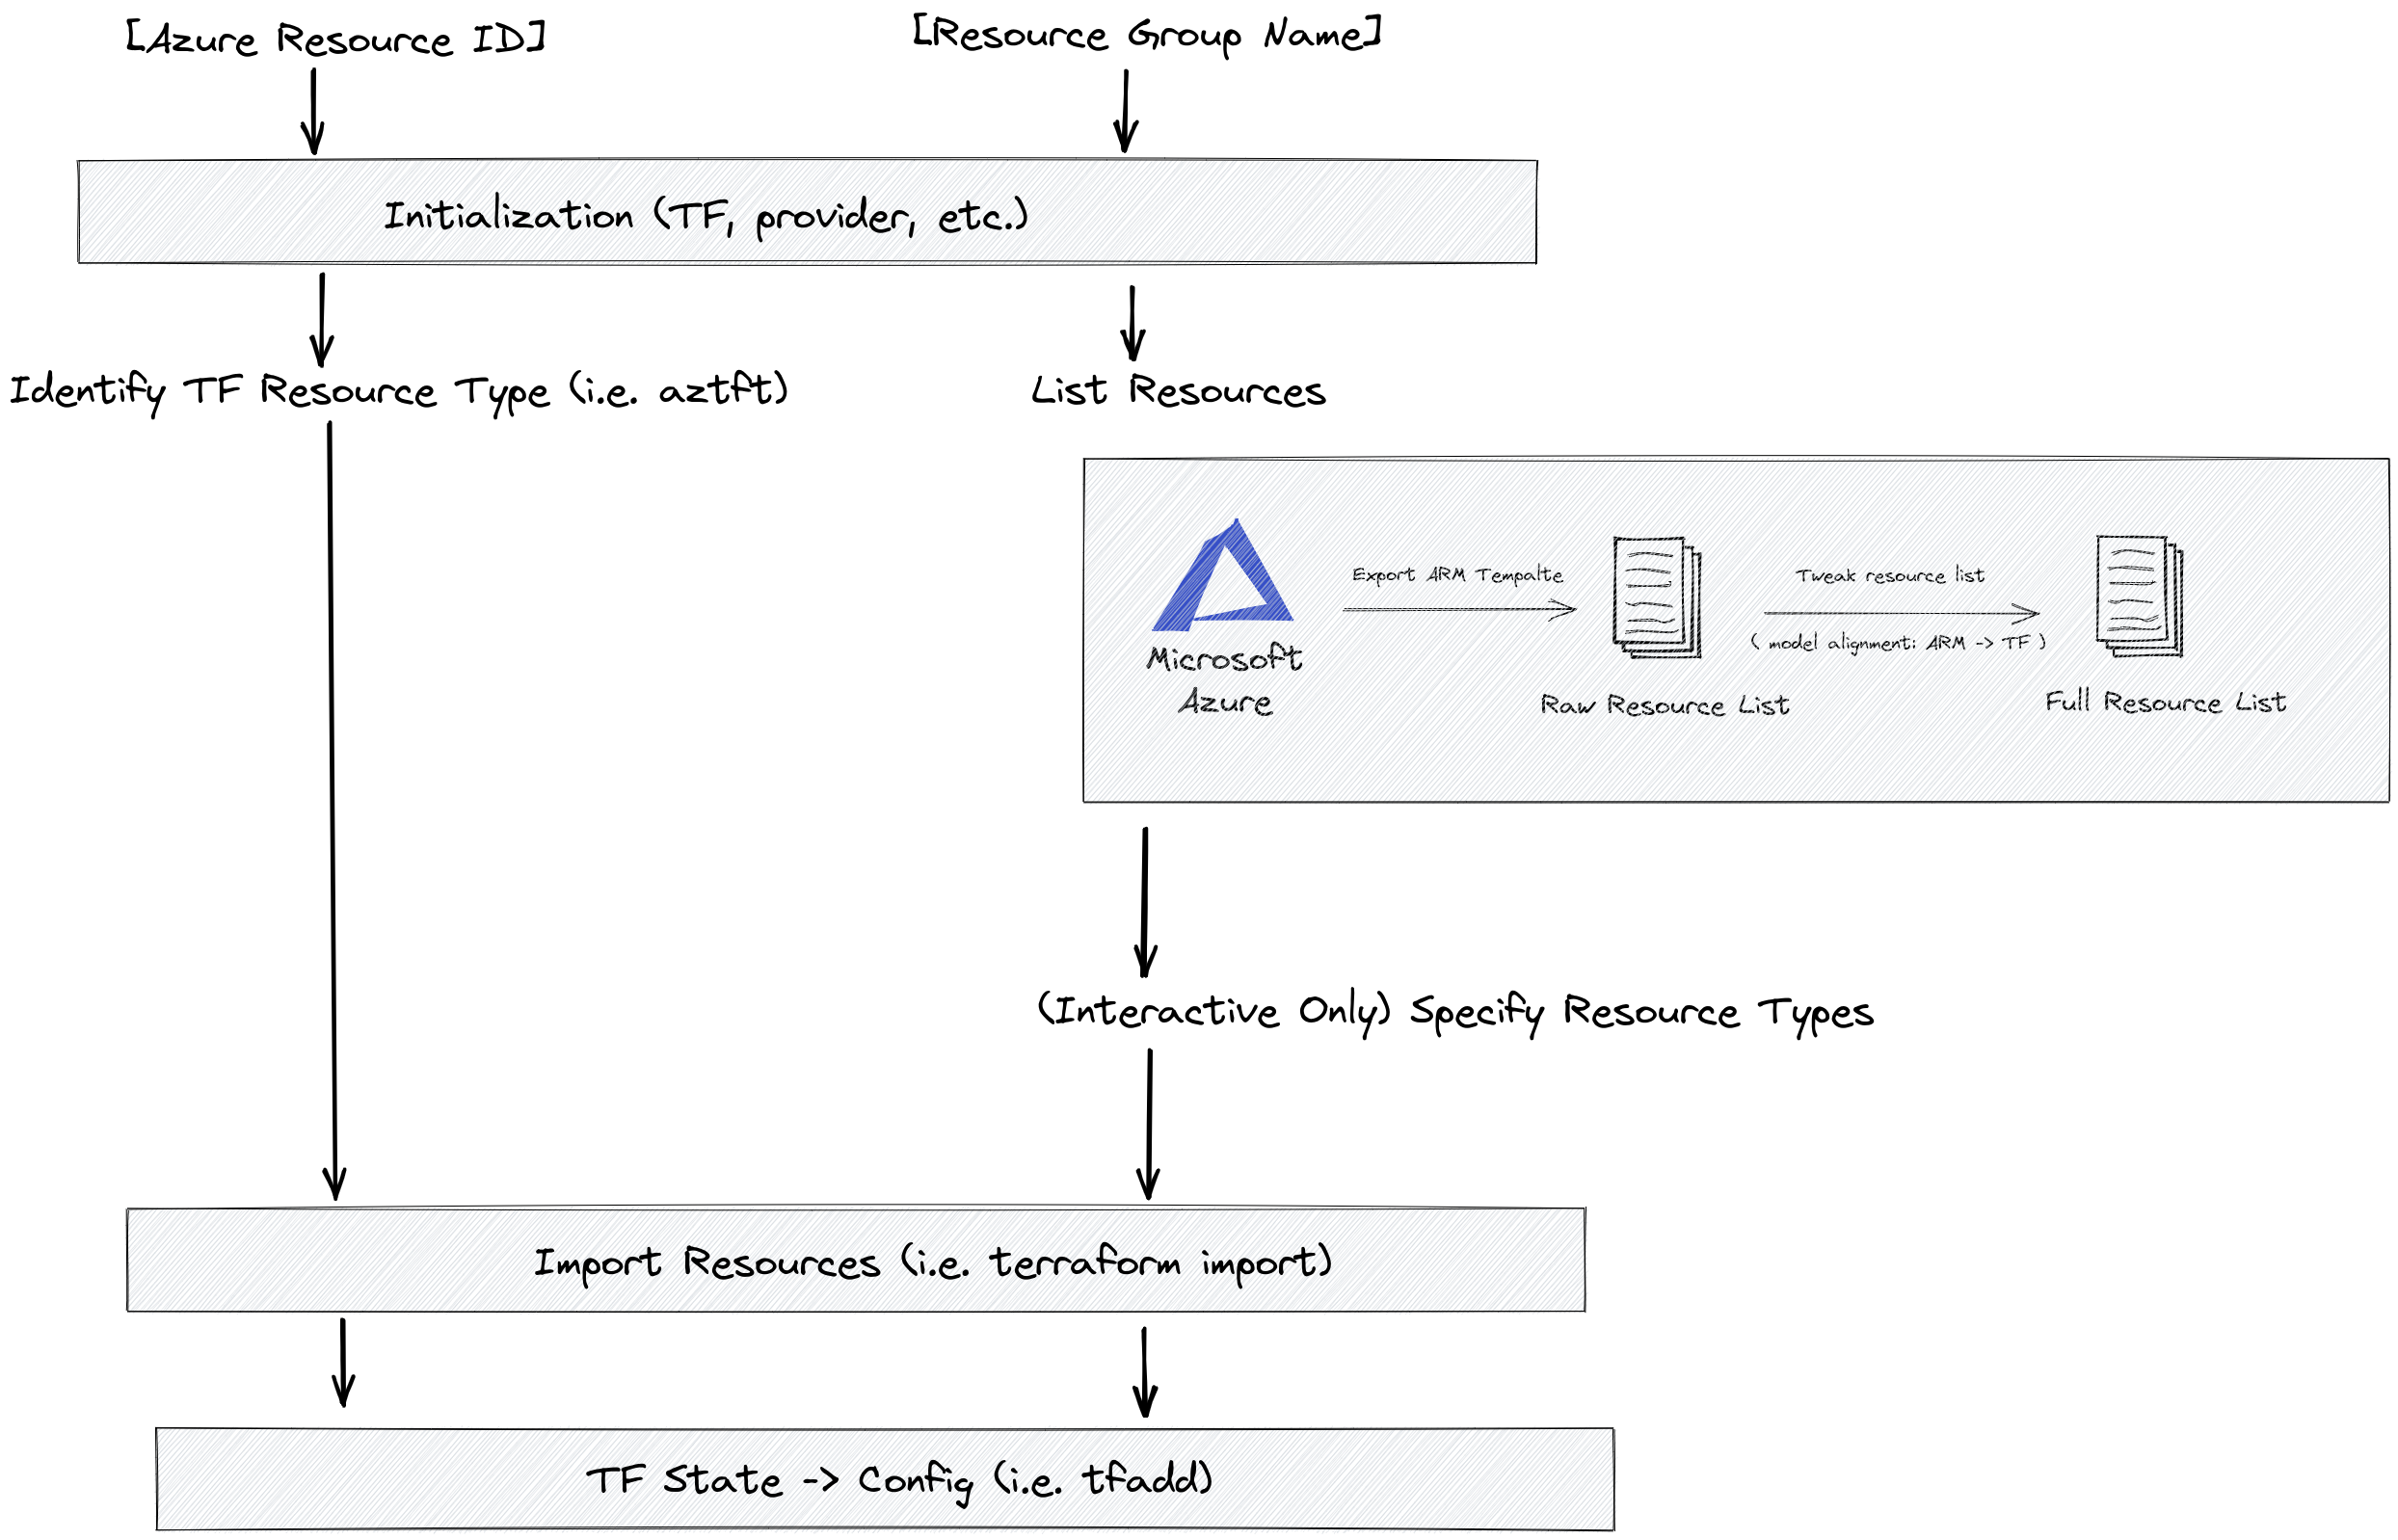 [Azure Resource ID]
[Resource Group Name]
Initialization (TF, provider, etc.)
Identify TF Resource Type (i.e. aztft)
List Resources
Export ARM Tempalte
Tweak resource list
( model alignment: ARM -> TF )
Microsoft
Azure
Raw Resource List
Full Resource List
(Interactive Only) Specify Resource Types
Import Resources (i.e. terraform import)
TF State -> Config (i.e. tfadd)